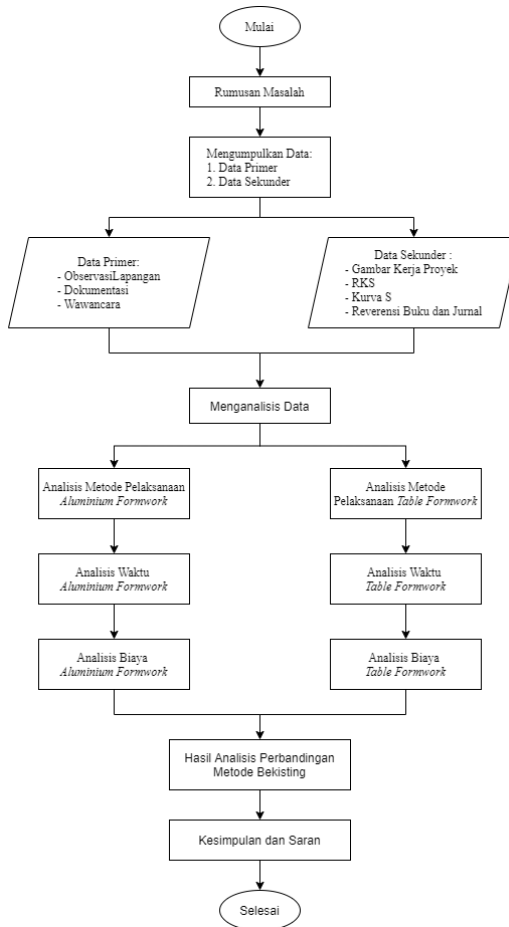 Mulai
Rumusan Masalah
Mengumpulkan Data:
1. Data Primer
2. Data Sekunder
Data Primer:
- ObservasiLapangan
- Dokumentasi
- Wawancara
Data Sekunder :
- Gambar Kerja Proyek
- RKS
- Kurva S
- Reverensi Buku dan Jurnal
Menganalisis Data
Analisis Metode Pelaksanaan
Aluminium Formwork
Analisis Metode
Pelaksanaan Table Formwork
Analisis Waktu
Aluminium Formwork
Analisis Waktu
Table Formwork
Analisis Biaya
Aluminium Formwork
Analisis Biaya
Table Formwork
Hasil Analisis Perbandingan
Metode Bekisting
Kesimpulan dan Saran
Selesai